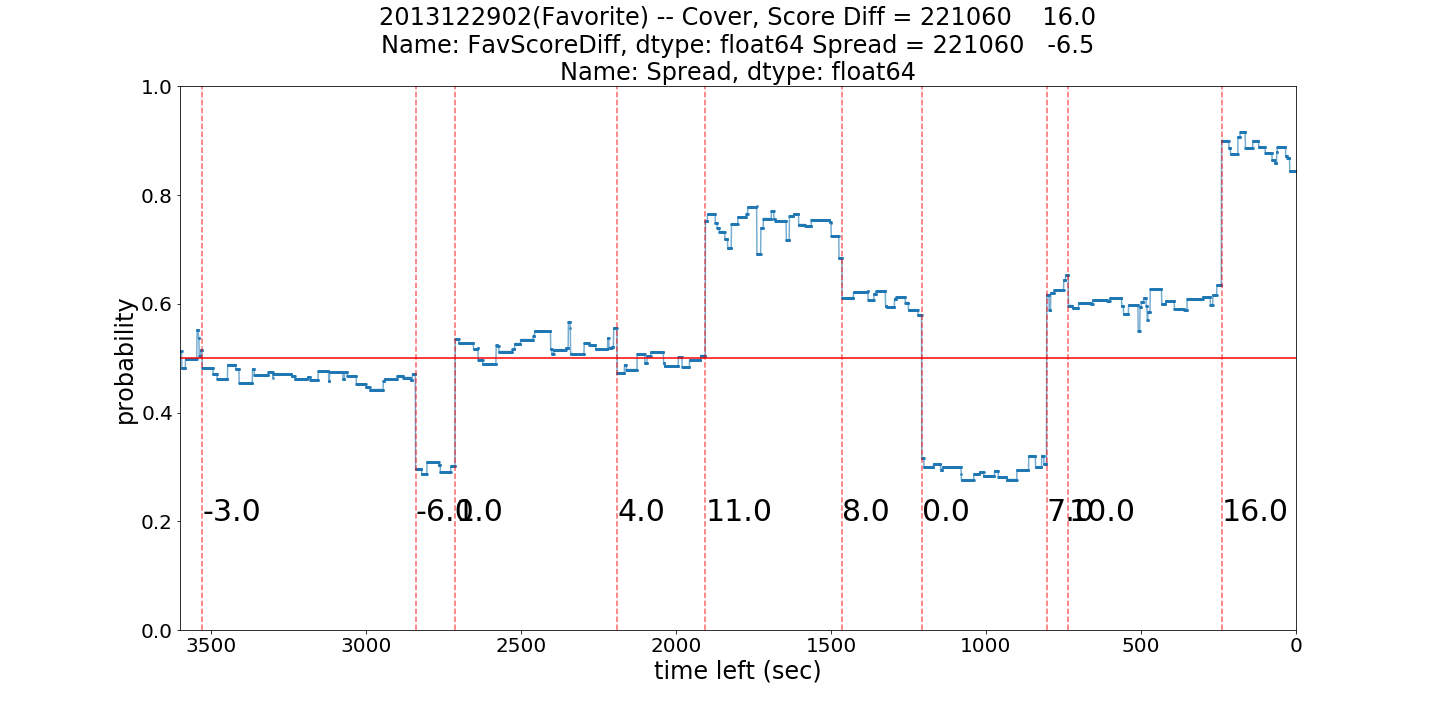 2013122902(Favorite) -- Cover, Score Diff = 221060    16.0
Name: FavScoreDiff, dtype: float64 Spread = 221060   -6.5
Name: Spread, dtype: float64
1.0
0.8
0.6
0.4
0.2
0.0
probability
-3.0 -6.0 1.0 4.0 11.0 8.0 0.0 7.0 10.0 16.0
3500 3000 2500 2000 1500 1000 500 0
time left (sec)